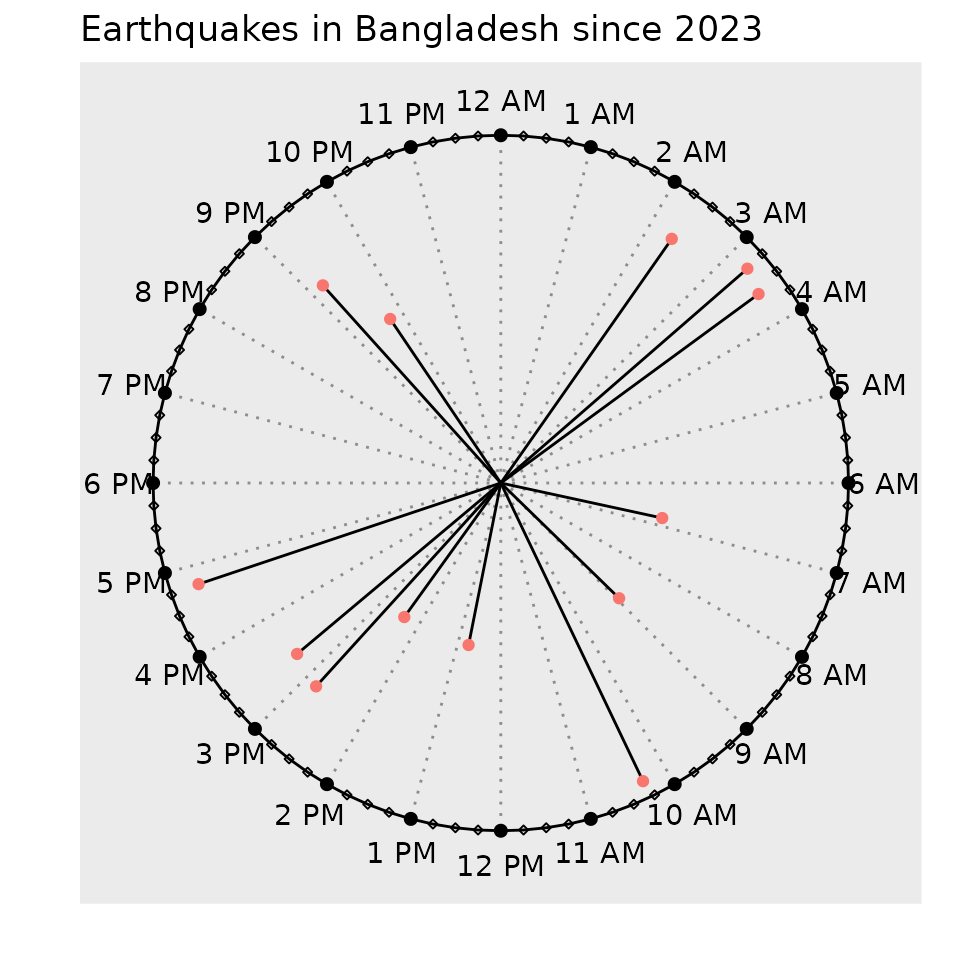 Earthquakes in Bangladesh since 2023
12 AM
1 AM
2 AM
3 AM
4 AM
5 AM
6 AM
7 AM
8 AM
9 AM
10 AM
11 AM
12 PM
1 PM
2 PM
3 PM
4 PM
5 PM
6 PM
7 PM
8 PM
9 PM
10 PM
11 PM